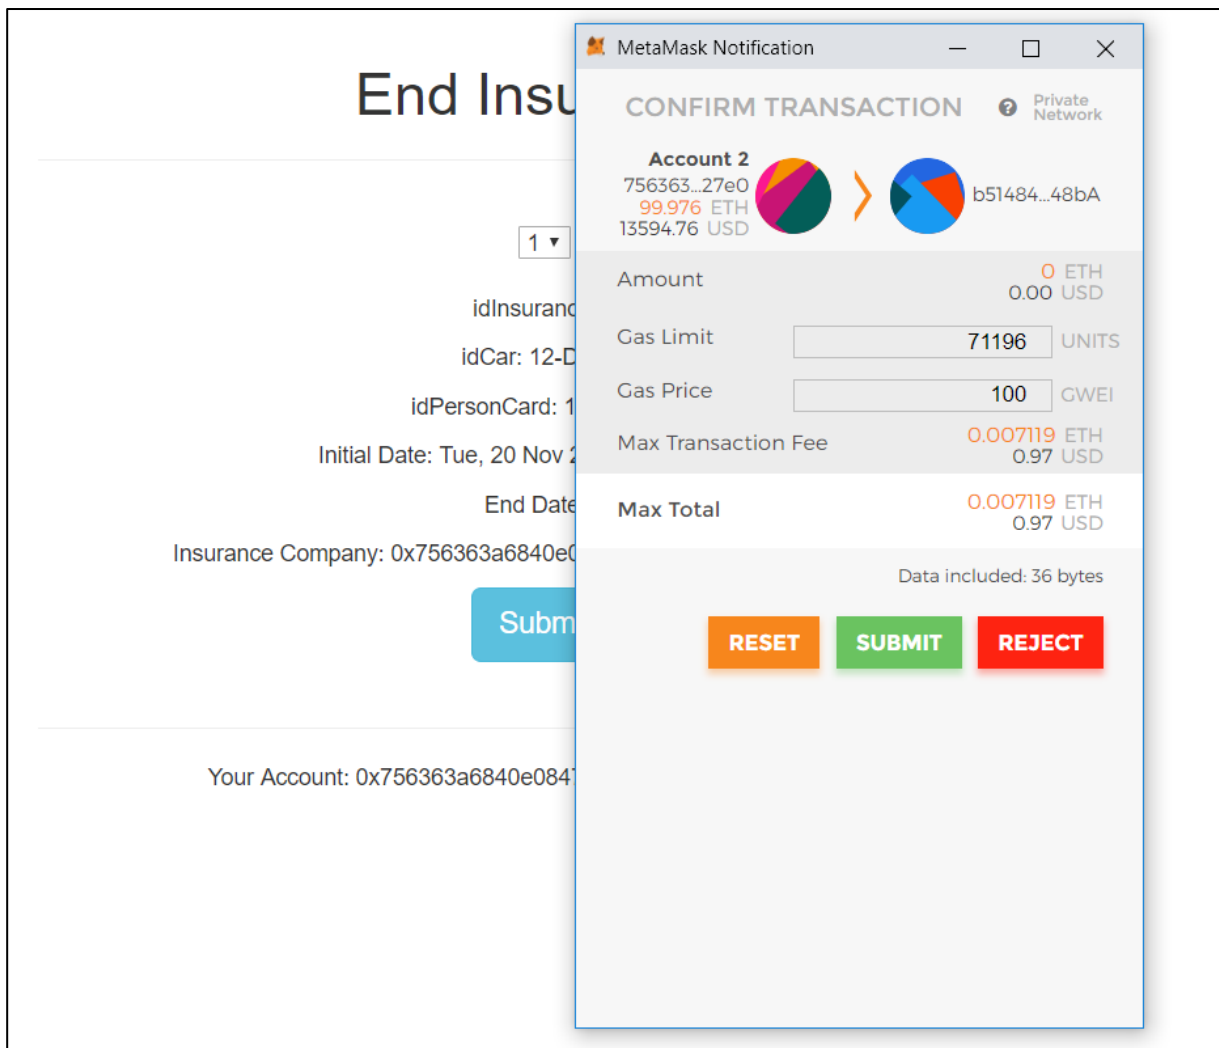 End Insu
1
idInsuranc
idCar: 12-D
idPersonCard: 1
Initial Date: Tue, 20 Nov 2
End Date
Insurance Company: 0x756363a6840e0
Subm
Your Account: 0x756363a6840e084
MetaMask Notification
CONFIRM TRANSACTION
Private
Network
Account 2
756363...27e0
99.976 ETH
13594.76 USD
b51484...48bA
Amount
0 ETH
0.00 USD
Gas Limit
71196 UNITS
Gas Price
100 GWEI
Max Transaction Fee
0.007119 ETH
0.97 USD
Max Total
0.007119 ETH
0.97 USD
Data included: 36 bytes
RESET
SUBMIT
REJECT